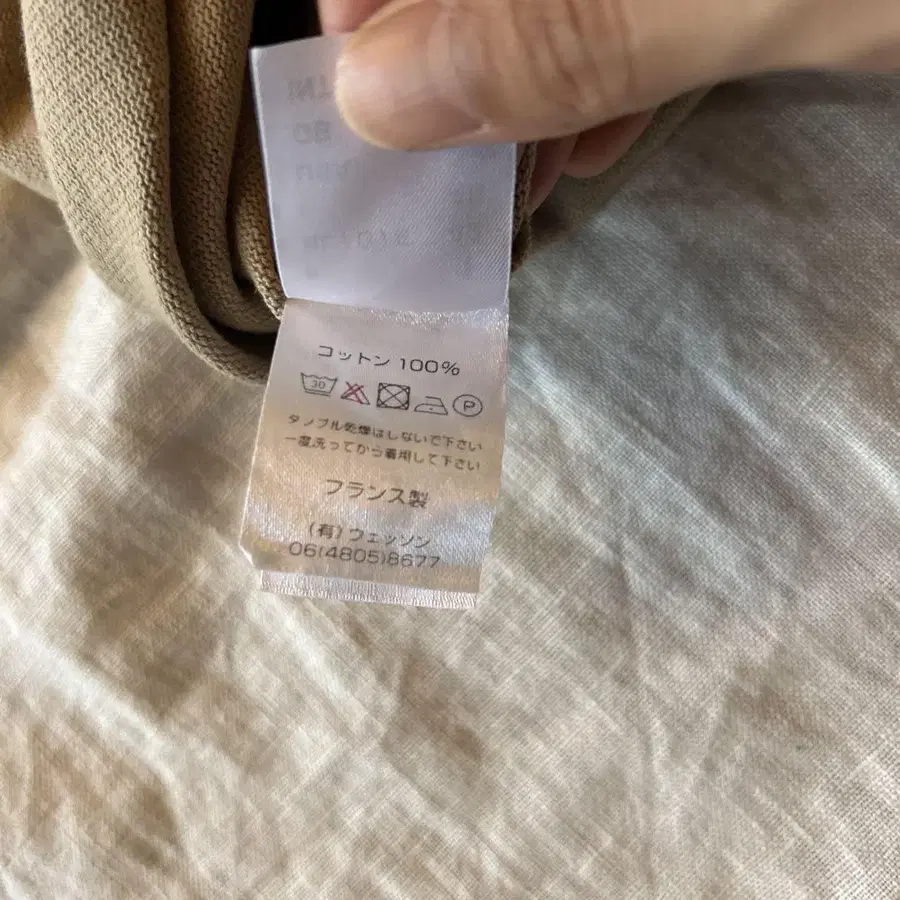 コットン 100%
30 P
タンブル乾燥はしないで下さい
一度洗ってから着用して下さい
フランス製
(有) ウェッソン
06(4805)8677